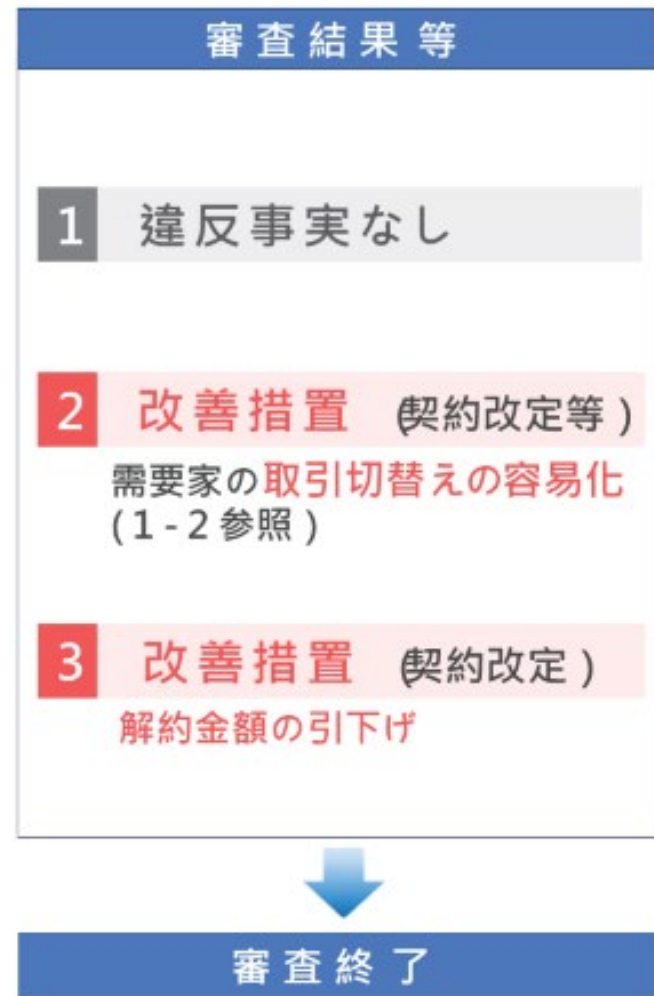 審査結果等
1 違反事実なし
2 改善措置 (契約改定等)
需要家の取引切替えの容易化
(1-2参照)
3 改善措置 (契約改定)
解約金額の引下げ
審査終了